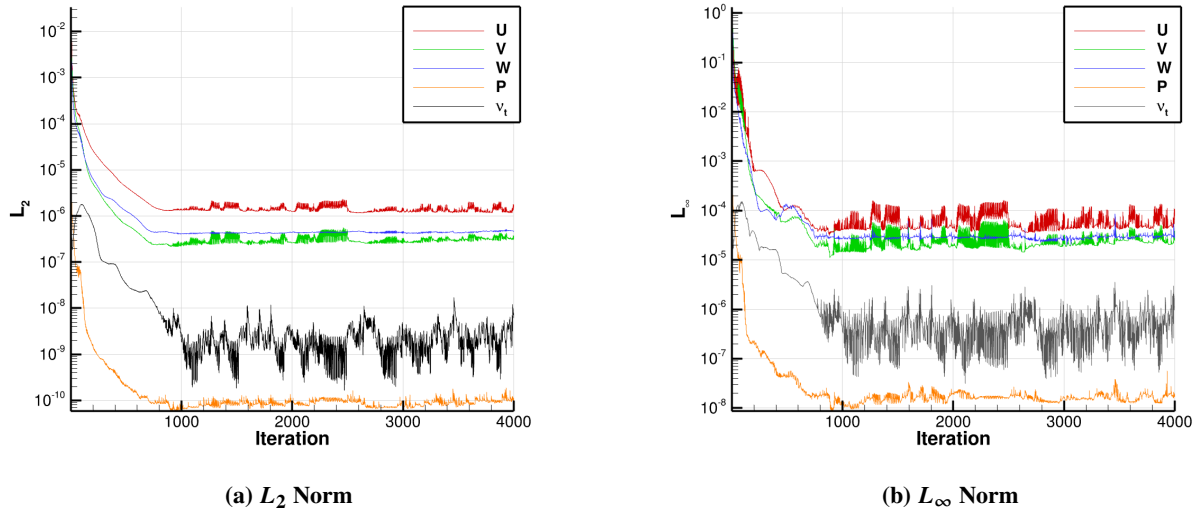 10⁻²
10⁻³
10⁻⁴
10⁻⁵
10⁻⁶
10⁻⁷
10⁻⁸
10⁻⁹
10⁻¹⁰
L₂
1000
2000
3000
4000
Iteration
U
V
W
P
νₜ
(a) L₂ Norm
10⁰
10⁻¹
10⁻²
10⁻³
10⁻⁴
10⁻⁵
10⁻⁶
10⁻⁷
10⁻⁸
L∞
1000
2000
3000
4000
Iteration
U
V
W
P
νₜ
(b) L∞ Norm